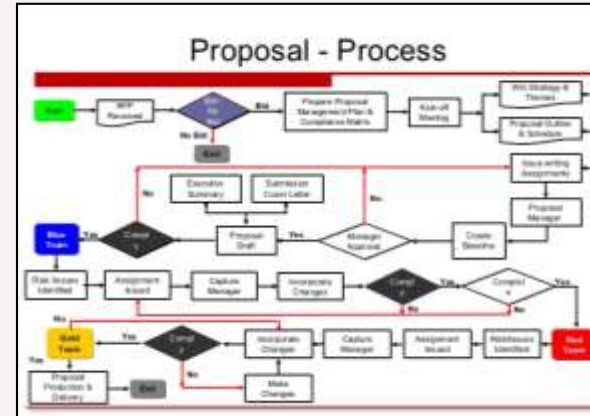 Proposal - Process
Start
RFP
Received
Bid
No Bid
Exit
Prepare Proposal
Management Plan &
Compliance Matrix
Kick-off
Meeting
Win Strategy &
Themes
Proposal Outline
& Schedule
Issue writing
Assignments
Proposal
Manager
Create
Baseline
Manager
Approval
No
Yes
Proposal
Draft
Executive
Summary
Submission
Cover Letter
No
Yes
Blue
Team
Risk Issues
Identified
Assignment
Issued
Capture
Manager
Incorporate
Changes
Yes
No
Yes
No
Red
Team
Assignment
Issued
Capture
Manager
Incorporate
Changes
Yes
No
Make
Changes
Gold
Team
No
Yes
Proposal
Production &
Delivery
Exit